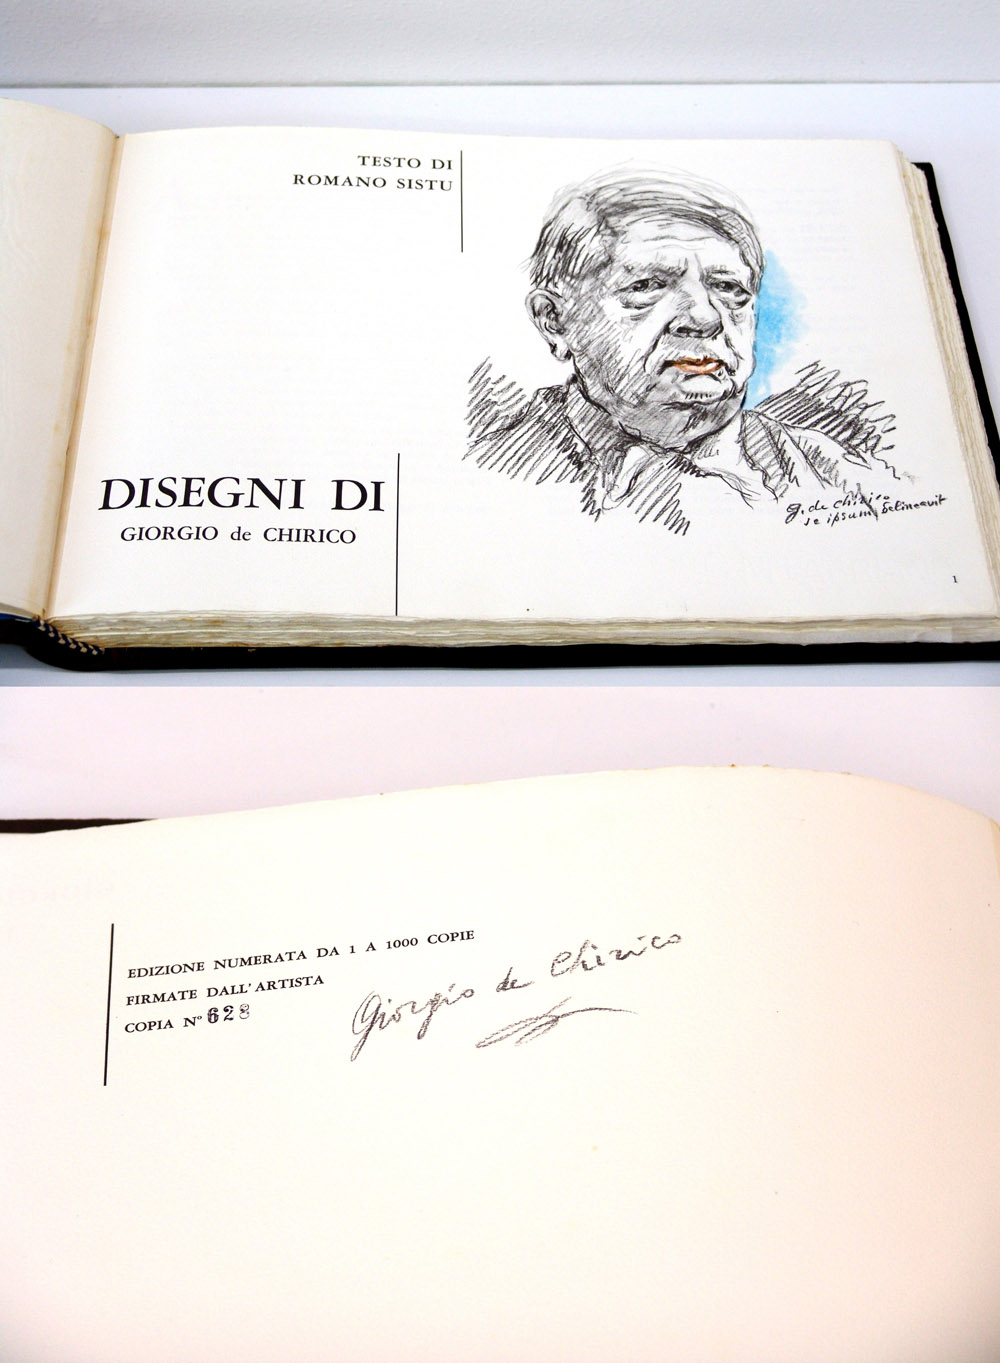 TESTO DI
ROMANO SISTU
DISEGNI DI
GIORGIO de CHIRICO
g. de Chirico
se ipsum delineavit
1
EDIZIONE NUMERATA DA 1 A 1000 COPIE
FIRMATE DALL'ARTISTA
COPIA N° 628
Giorgio de Chirico